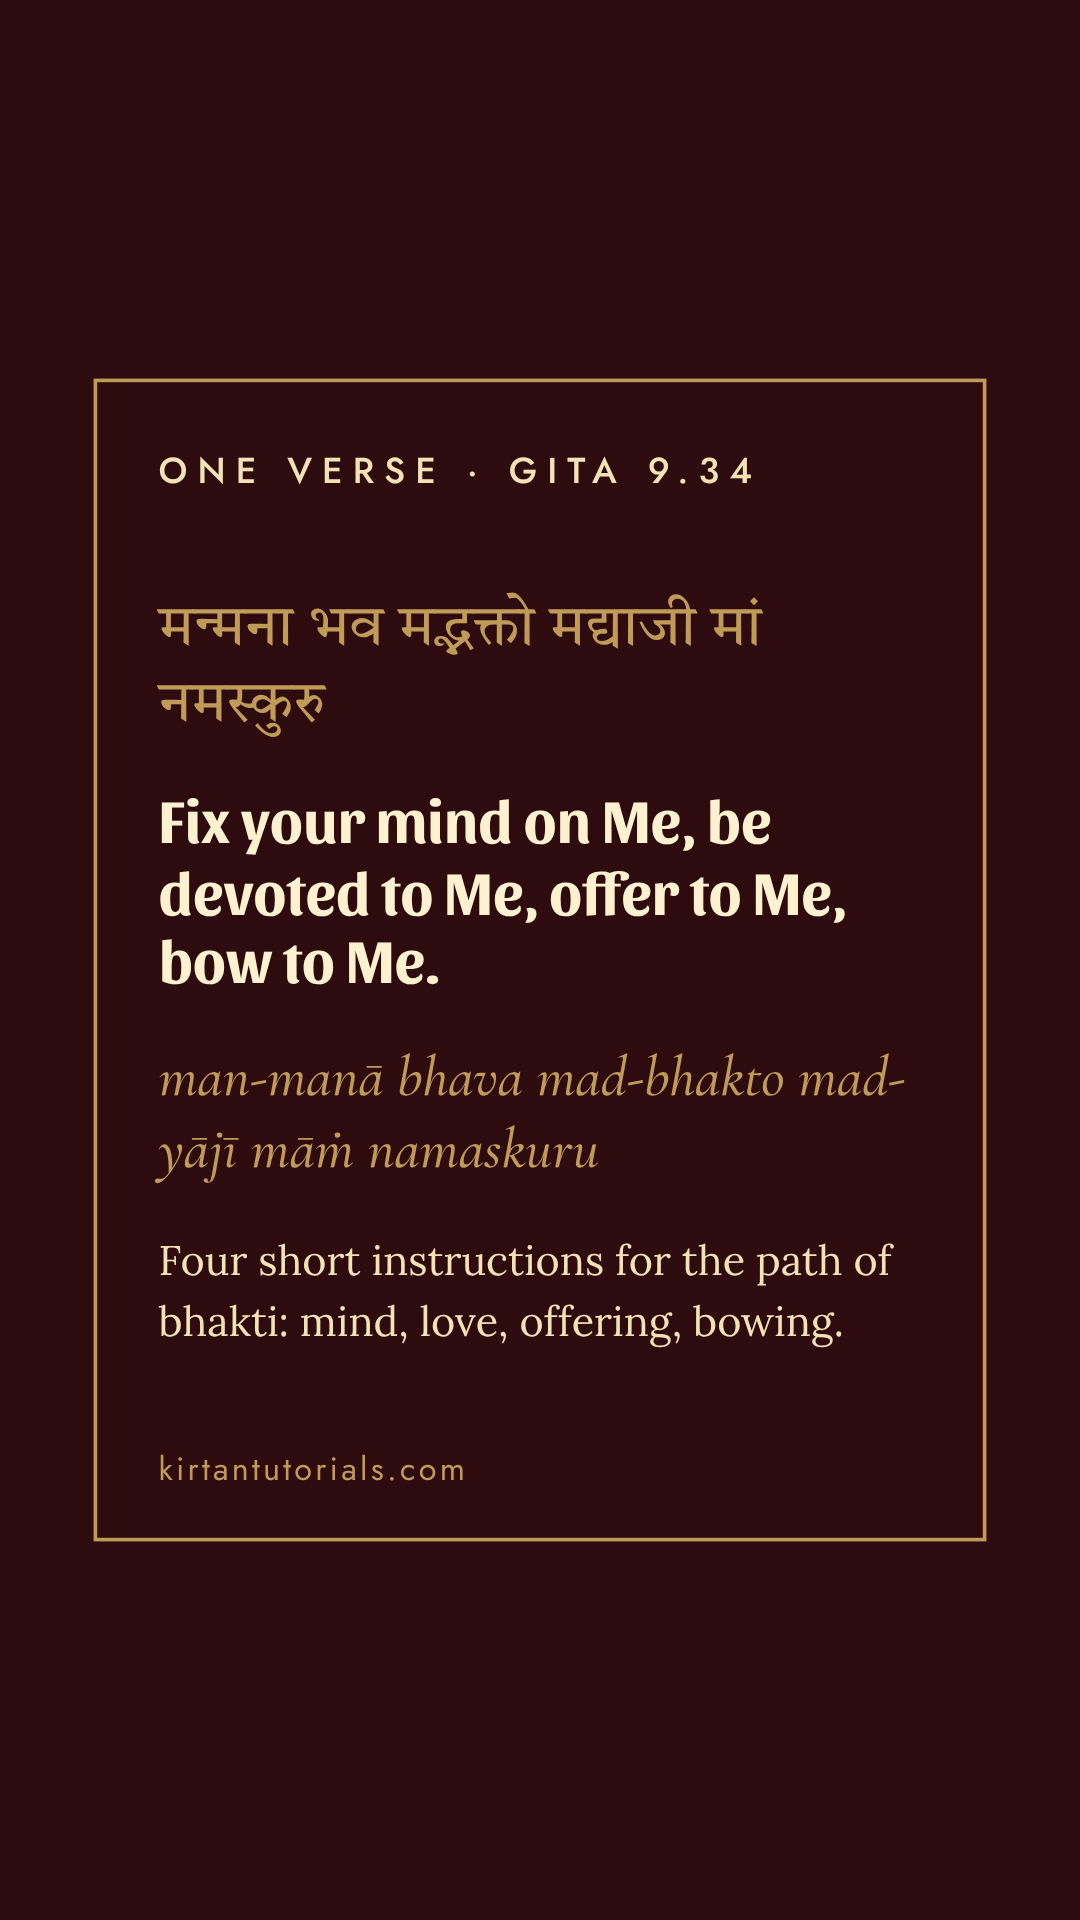 ONE VERSE · GITA 9.34
मन्मना भव मद्भक्तो मद्याजी मां
नमस्कुरु
Fix your mind on Me, be
devoted to Me, offer to Me,
bow to Me.
man-manā bhava mad-bhakto mad-
yājī māṁ namaskuru
Four short instructions for the path of
bhakti: mind, love, offering, bowing.
kirtantutorials.com